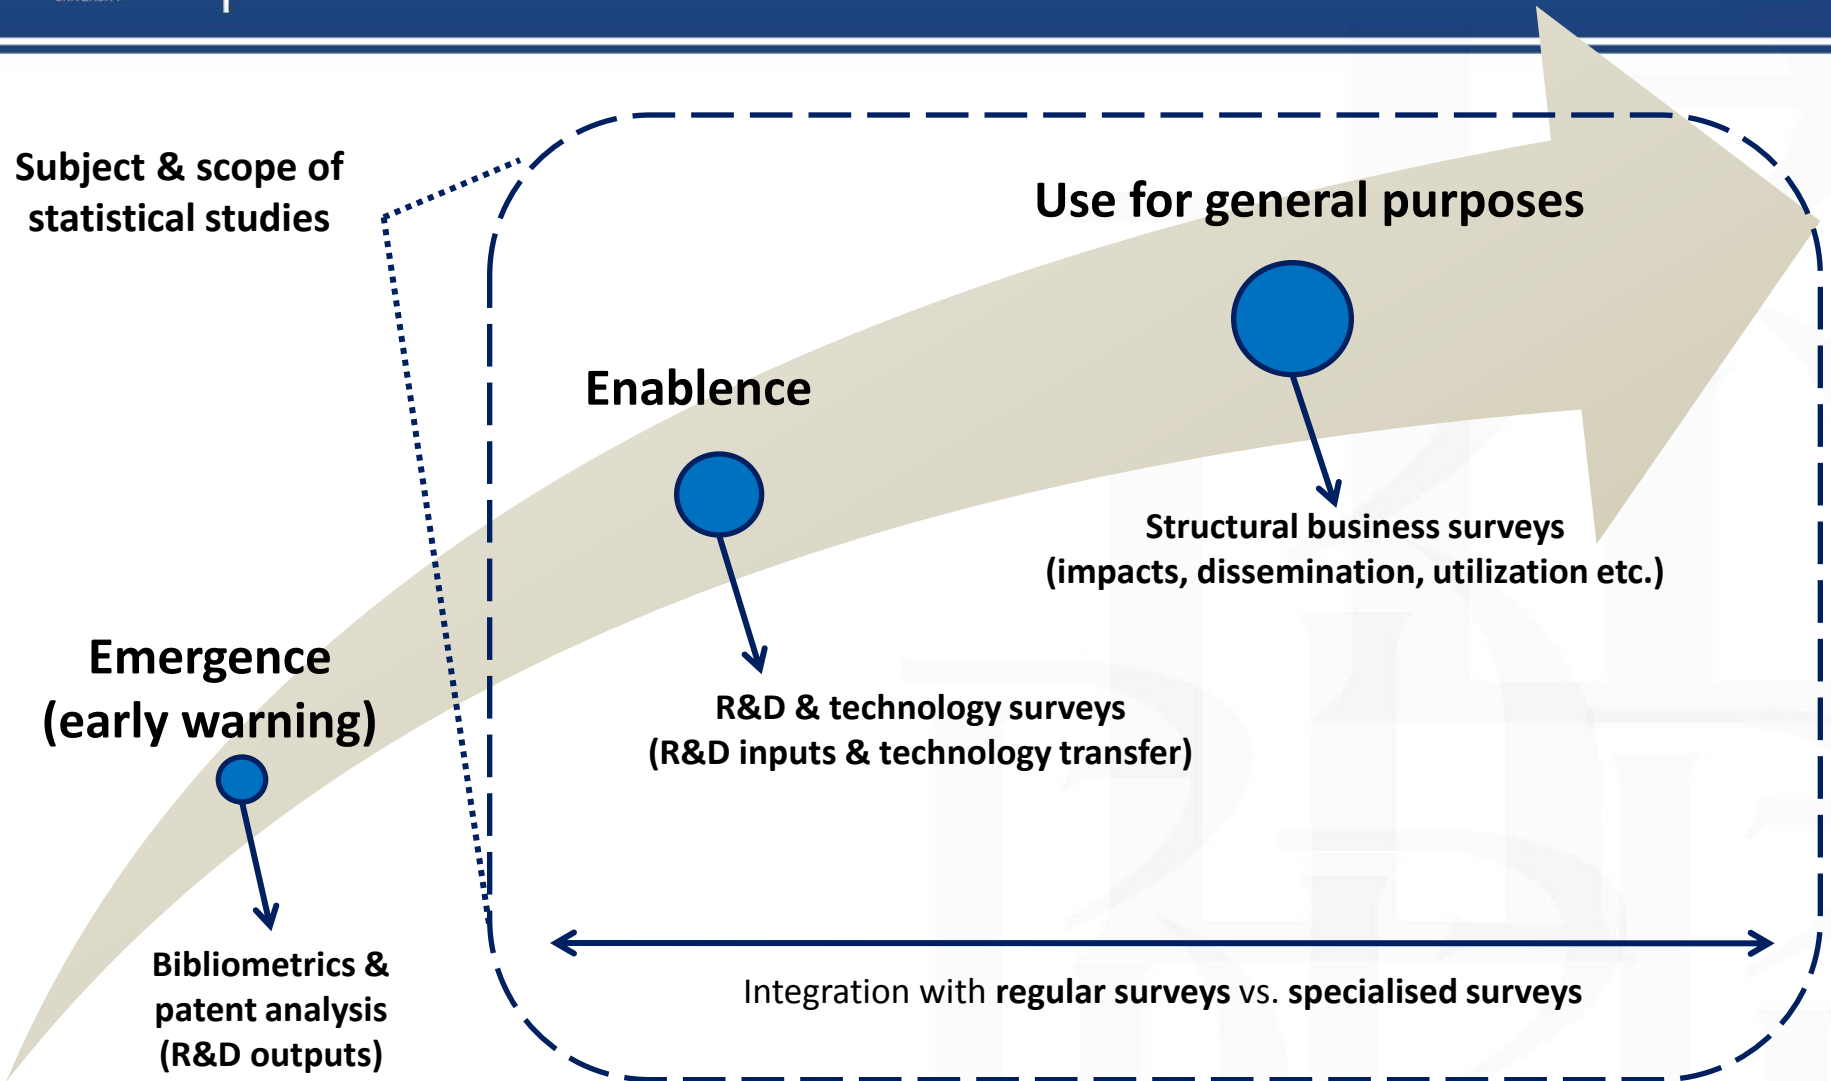 Subject & scope of
statistical studies
Use for general purposes
Enablence
Structural business surveys
(impacts, dissemination, utilization etc.)
Emergence
(early warning)
R&D & technology surveys
(R&D inputs & technology transfer)
Bibliometrics &
patent analysis
(R&D outputs)
Integration with regular surveys vs. specialised surveys